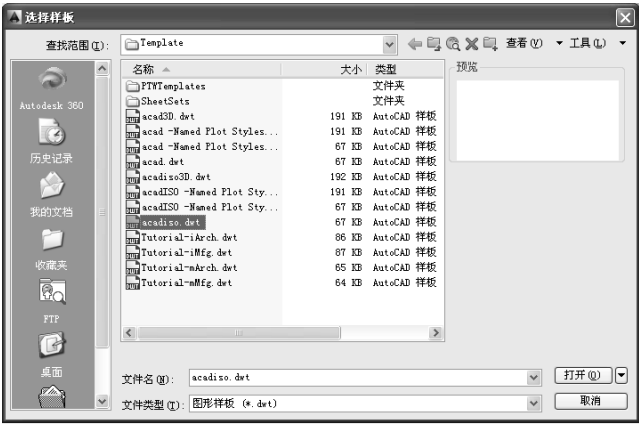 选择样板
查找范围(I): Template 查看(V) 工具(L)
名称 大小 类型
PTWTemplates 文件夹
SheetSets 文件夹
acad3D.dwt 191 KB AutoCAD 样板
acad -Named Plot Styles... 191 KB AutoCAD 样板
acad -Named Plot Styles... 67 KB AutoCAD 样板
acad.dwt 67 KB AutoCAD 样板
acadiso3D.dwt 192 KB AutoCAD 样板
acadISO -Named Plot Sty... 191 KB AutoCAD 样板
acadISO -Named Plot Sty... 67 KB AutoCAD 样板
acadiso.dwt 67 KB AutoCAD 样板
Tutorial-iArch.dwt 86 KB AutoCAD 样板
Tutorial-iMfg.dwt 87 KB AutoCAD 样板
Tutorial-mArch.dwt 65 KB AutoCAD 样板
Tutorial-mMfg.dwt 64 KB AutoCAD 样板
预览
Autodesk 360
历史记录
我的文档
收藏夹
FTP
桌面
文件名(N): acadiso.dwt 打开(O)
文件类型(T): 图形样板 (*.dwt) 取消